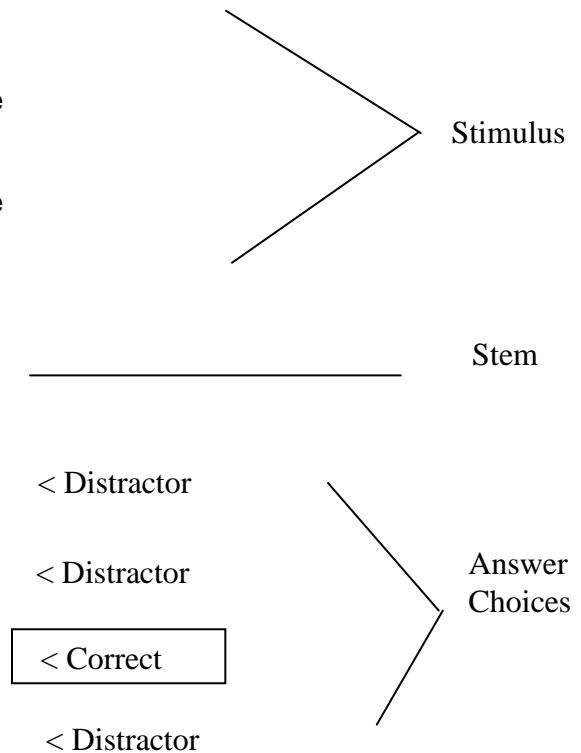 e
Stimulus
e
Stem
< Distractor
< Distractor
Answer
Choices
< Correct
< Distractor